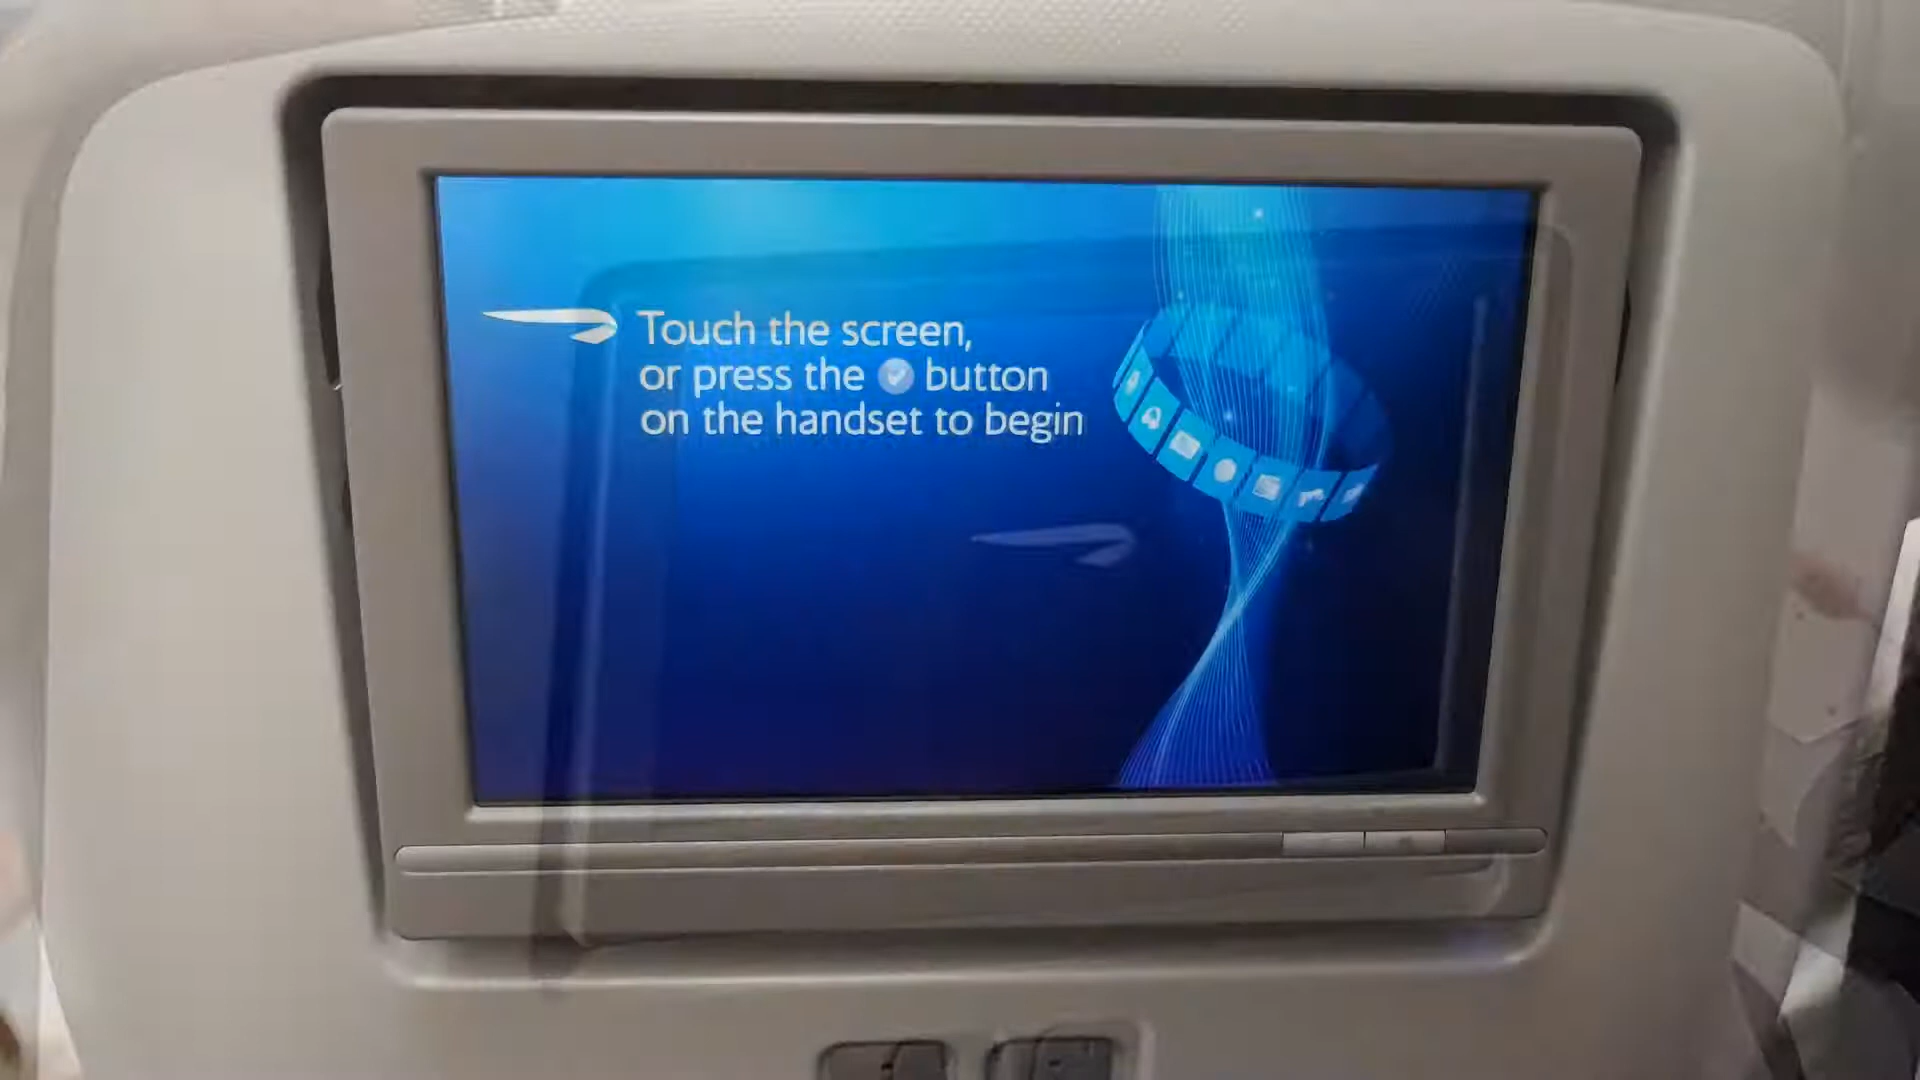 Touch the screen,
or press the button
on the handset to begin